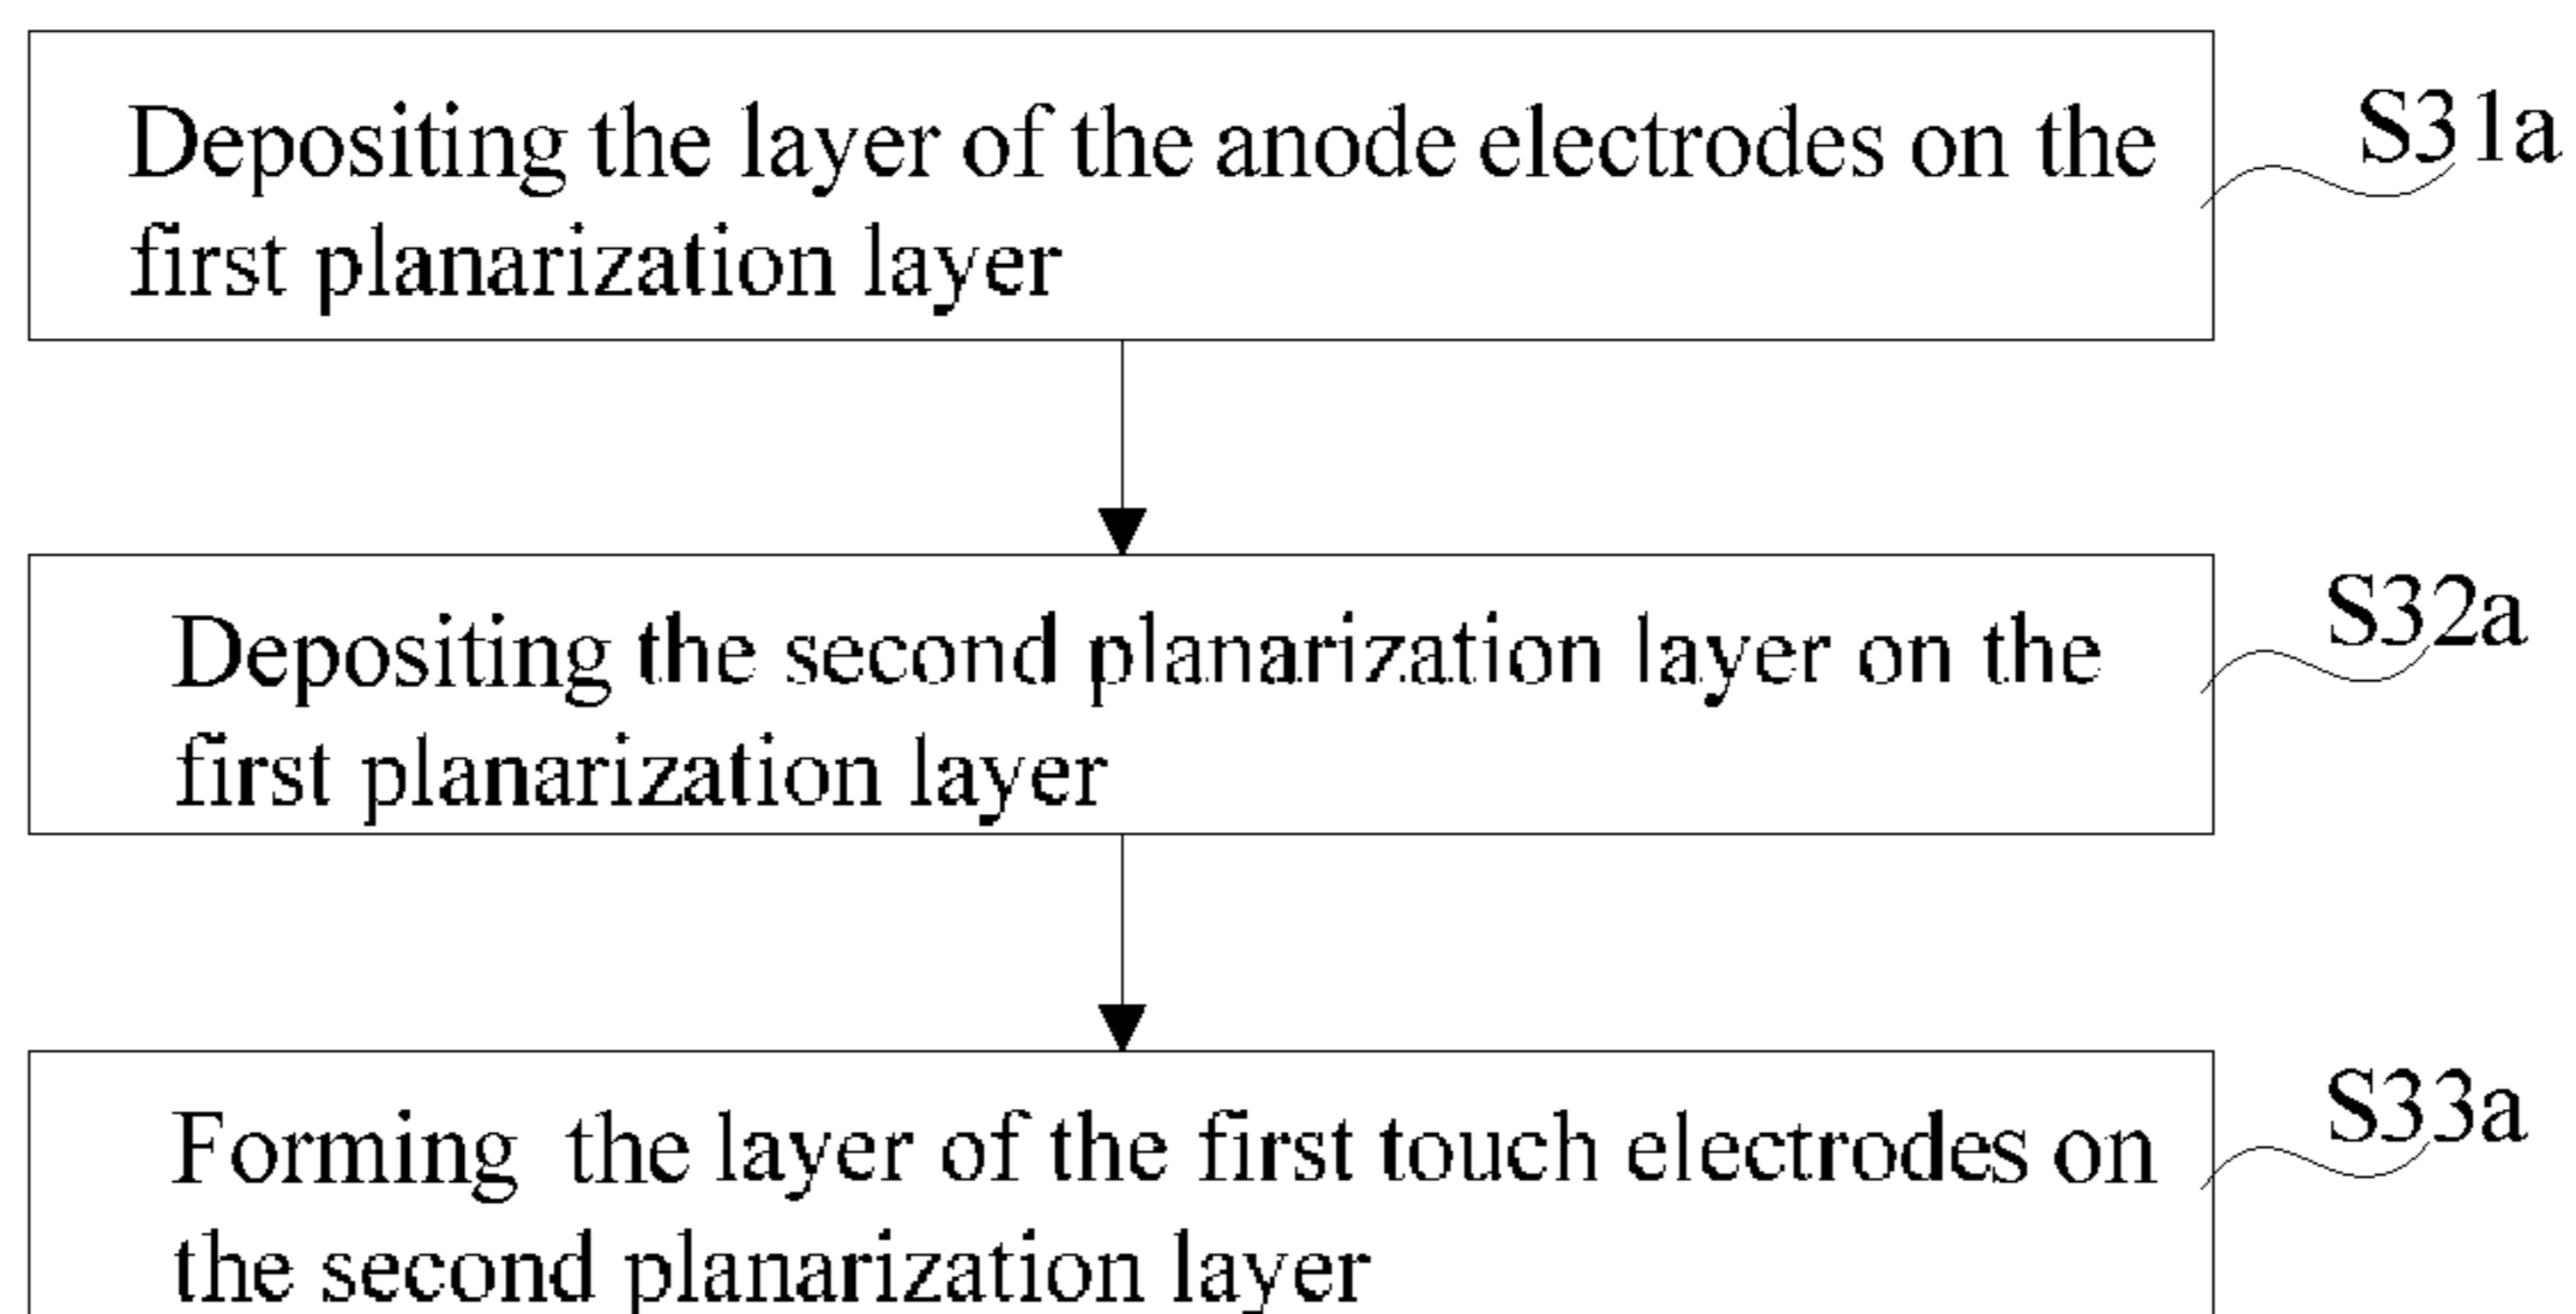 Depositing the layer of the anode electrodes on the
first planarization layer
S31a
Depositing the second planarization layer on the
first planarization layer
S32a
Forming the layer of the first touch electrodes on
the second planarization layer
S33a